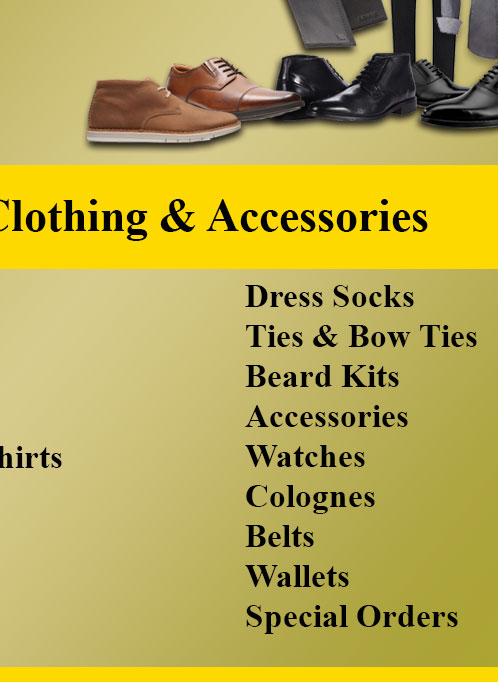 Clothing & Accessories
Dress Socks
Ties & Bow Ties
Beard Kits
Accessories
hirts
Watches
Colognes
Belts
Wallets
Special Orders